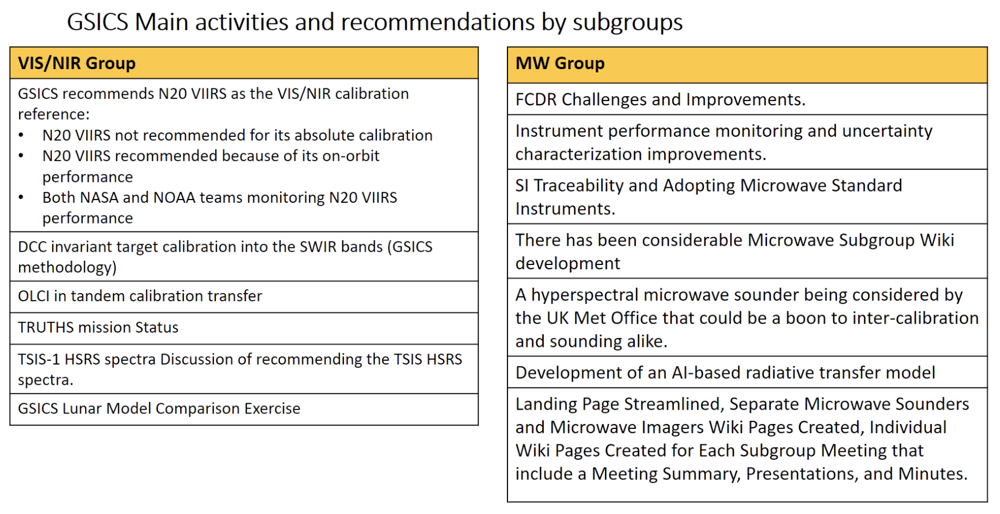 GSICS Main activities and recommendations by subgroups
VIS/NIR Group
GSICS recommends N20 VIIRS as the VIS/NIR calibration
reference:
• N20 VIIRS not recommended for its absolute calibration
• N20 VIIRS recommended because of its on-orbit
performance
• Both NASA and NOAA teams monitoring N20 VIIRS
performance
DCC invariant target calibration into the SWIR bands (GSICS
methodology)
OLCI in tandem calibration transfer
TRUTHS mission Status
TSIS-1 HSRS spectra Discussion of recommending the TSIS HSRS
spectra.
GSICS Lunar Model Comparison Exercise
MW Group
FCDR Challenges and Improvements.
Instrument performance monitoring and uncertainty
characterization improvements.
SI Traceability and Adopting Microwave Standard
Instruments.
There has been considerable Microwave Subgroup Wiki
development
A hyperspectral microwave sounder being considered by
the UK Met Office that could be a boon to inter-calibration
and sounding alike.
Development of an AI-based radiative transfer model
Landing Page Streamlined, Separate Microwave Sounders
and Microwave Imagers Wiki Pages Created, Individual
Wiki Pages Created for Each Subgroup Meeting that
include a Meeting Summary, Presentations, and Minutes.